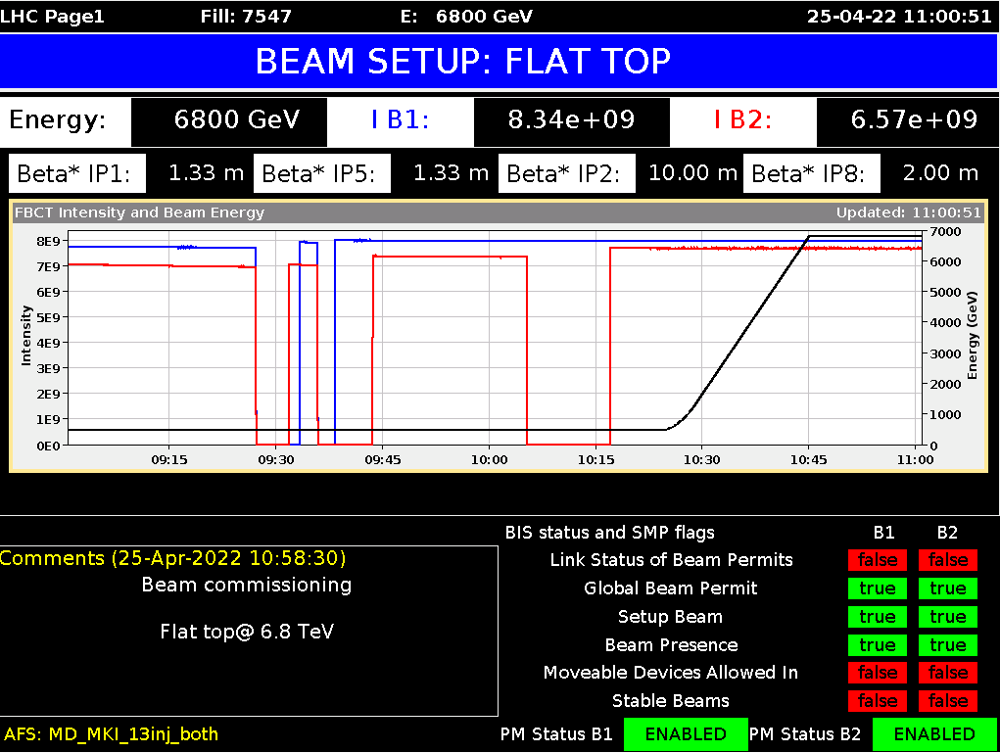 LHC Page1 Fill: 7547 E: 6800 GeV 25-04-22 11:00:51
BEAM SETUP: FLAT TOP
Energy: 6800 GeV I B1: 8.34e+09 I B2: 6.57e+09
Beta* IP1: 1.33 m Beta* IP5: 1.33 m Beta* IP2: 10.00 m Beta* IP8: 2.00 m
FBCT Intensity and Beam Energy Updated: 11:00:51
Intensity
8E9
7E9
6E9
5E9
4E9
3E9
2E9
1E9
0E0
7000
6000
5000
4000
3000
2000
1000
0
Energy (GeV)
09:15 09:30 09:45 10:00 10:15 10:30 10:45 11:00
Comments (25-Apr-2022 10:58:30)
Beam commissioning
Flat top@ 6.8 TeV
BIS status and SMP flags B1 B2
Link Status of Beam Permits false false
Global Beam Permit true true
Setup Beam true true
Beam Presence true true
Moveable Devices Allowed In false false
Stable Beams false false
AFS: MD_MKI_13inj_both PM Status B1 ENABLED PM Status B2 ENABLED